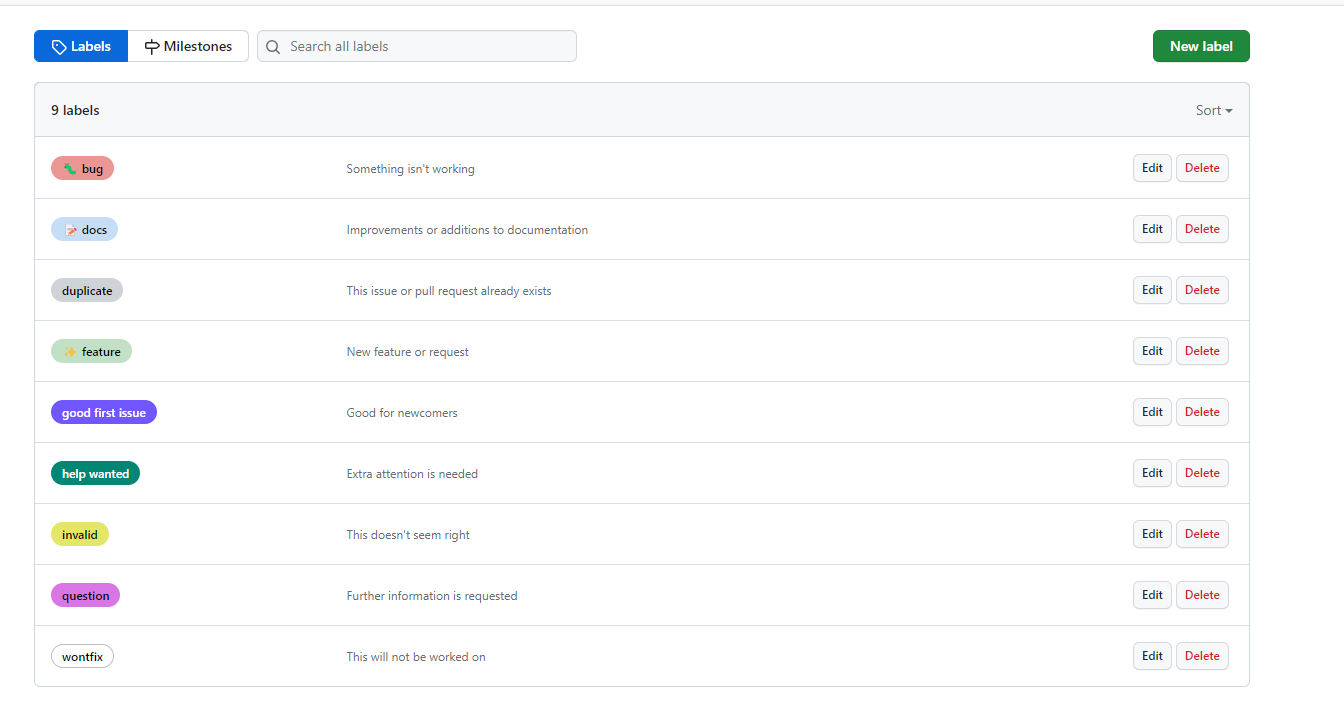 Labels Milestones Search all labels New label
9 labels Sort
bug Something isn't working Edit Delete
docs Improvements or additions to documentation Edit Delete
duplicate This issue or pull request already exists Edit Delete
feature New feature or request Edit Delete
good first issue Good for newcomers Edit Delete
help wanted Extra attention is needed Edit Delete
invalid This doesn't seem right Edit Delete
question Further information is requested Edit Delete
wontfix This will not be worked on Edit Delete